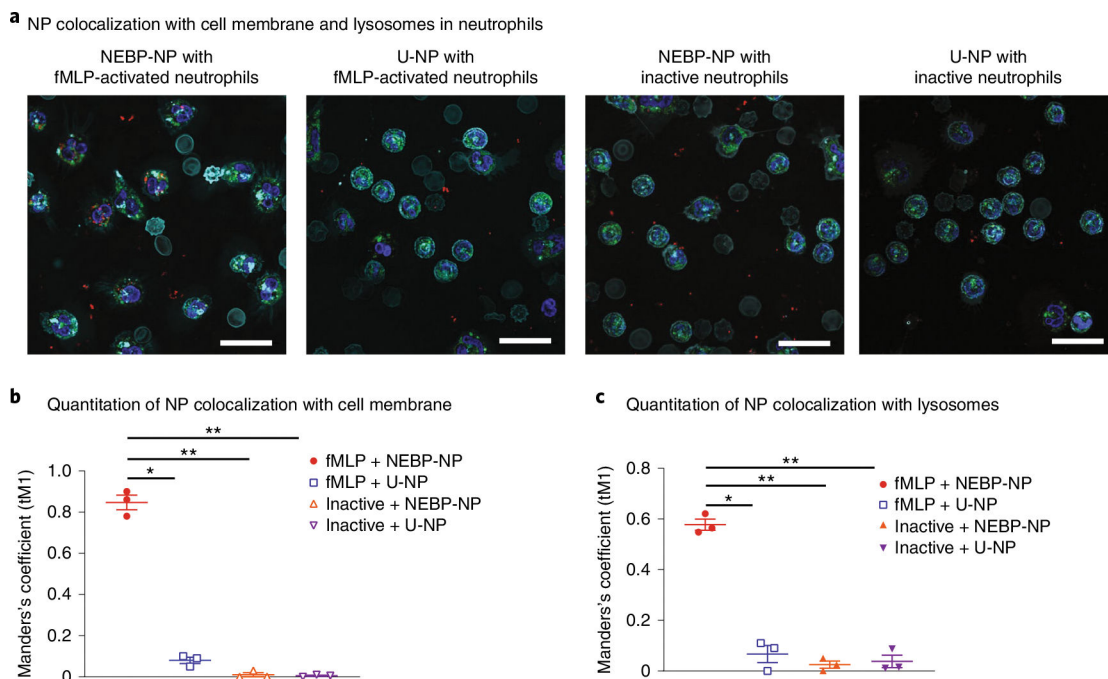 a NP colocalization with cell membrane and lysosomes in neutrophils
NEBP-NP with
fMLP-activated neutrophils
U-NP with
fMLP-activated neutrophils
NEBP-NP with
inactive neutrophils
U-NP with
inactive neutrophils
b Quantitation of NP colocalization with cell membrane
Manders's coefficient (tM1)
1.0
0.8
0.6
0.4
0.2
0
**
**
*
fMLP + NEBP-NP
fMLP + U-NP
Inactive + NEBP-NP
Inactive + U-NP
c Quantitation of NP colocalization with lysosomes
Manders's coefficient (tM1)
0.8
0.6
0.4
0.2
0
**
**
*
fMLP + NEBP-NP
fMLP + U-NP
Inactive + NEBP-NP
Inactive + U-NP